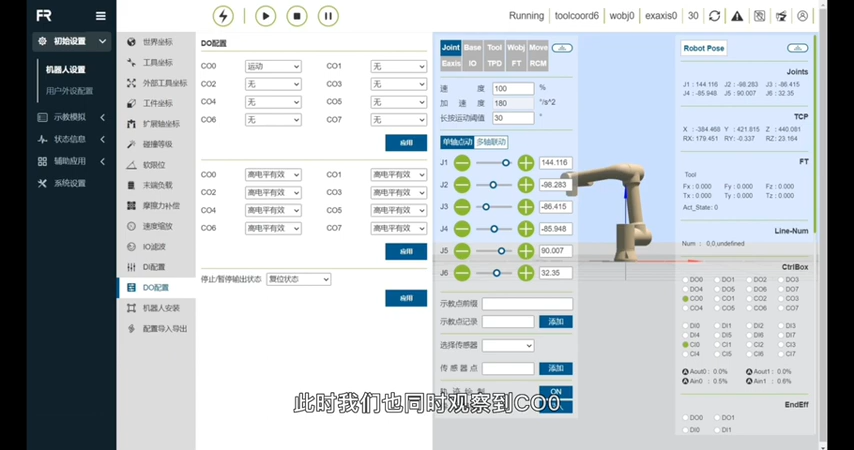 FR
Running toolcoord6 wobj0 exaxis0 30
初始设置
机器人设置
用户外设配置
示教模拟
状态信息
辅助应用
系统设置
世界坐标
工具坐标
外部工具坐标
工件坐标
扩展轴坐标
碰撞等级
软限位
末端负载
摩擦力补偿
速度缩放
IO滤波
DI配置
DO配置
机器人安装
配置导入导出
DO配置
CO0 运动 CO1 无
CO2 无 CO3 无
CO4 无 CO5 无
CO6 无 CO7 无
应用
CO0 高电平有效 CO1 高电平有效
CO2 高电平有效 CO3 高电平有效
CO4 高电平有效 CO5 高电平有效
CO6 高电平有效 CO7 高电平有效
应用
停止/暂停输出状态 复位状态
应用
Joint Base Tool Wobj Move
Eaxis IO TPD FT RCM
速度 100 %
加速度 180 °/s^2
长按运动阈值 30 °
单轴点动 多轴联动
J1 144.116
J2 -98.283
J3 -86.415
J4 -85.948
J5 90.007
J6 32.35
示教点前缀
示教点记录 添加
选择传感器
传感器点 添加
ON
Robot Pose
Joints
J1 : 144.116 J2 : -98.283 J3 : -86.415
J4 : -85.948 J5 : 90.007 J6 : 32.35
TCP
X : -384.468 Y : 421.815 Z : 440.081
RX: 179.451 RY: -0.337 RZ: 23.164
FT
Tool
Fx : 0.000 Fy : 0.000 Fz : 0.000
Tx : 0.000 Ty : 0.000 Tz : 0.000
Act_State: 0
Line-Num
Num : 0,0,undefined
CtrlBox
DO0 DO1 DO2 DO3
DO4 DO5 DO6 DO7
CO0 CO1 CO2 CO3
CO4 CO5 CO6 CO7
DI0 DI1 DI2 DI3
DI4 DI5 DI6 DI7
CI0 CI1 CI2 CI3
CI4 CI5 CI6 CI7
Aout0 : 0.0% Aout1 : 0.0%
Ain0 : 0.5% Ain1 : 0.6%
EndEff
DO0 DO1
DI0 DI1
此时我们也同时观察到CO0